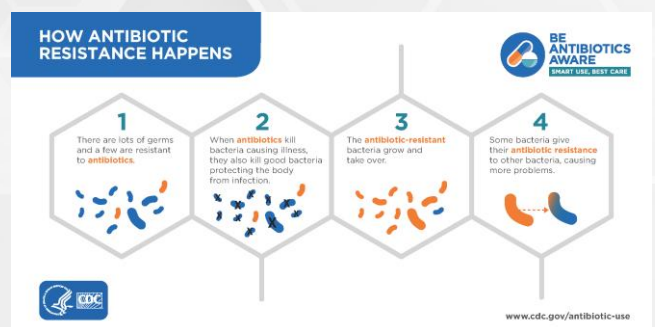 HOW ANTIBIOTIC
RESISTANCE HAPPENS
BE
ANTIBIOTICS
AWARE
SMART USE, BEST CARE
1
There are lots of germs
and a few are resistant
to antibiotics.
2
When antibiotics kill
bacteria causing illness,
they also kill good bacteria
protecting the body
from infection.
3
The antibiotic-resistant
bacteria grow and
take over.
4
Some bacteria give
their antibiotic resistance
to other bacteria, causing
more problems.
CDC
www.cdc.gov/antibiotic-use